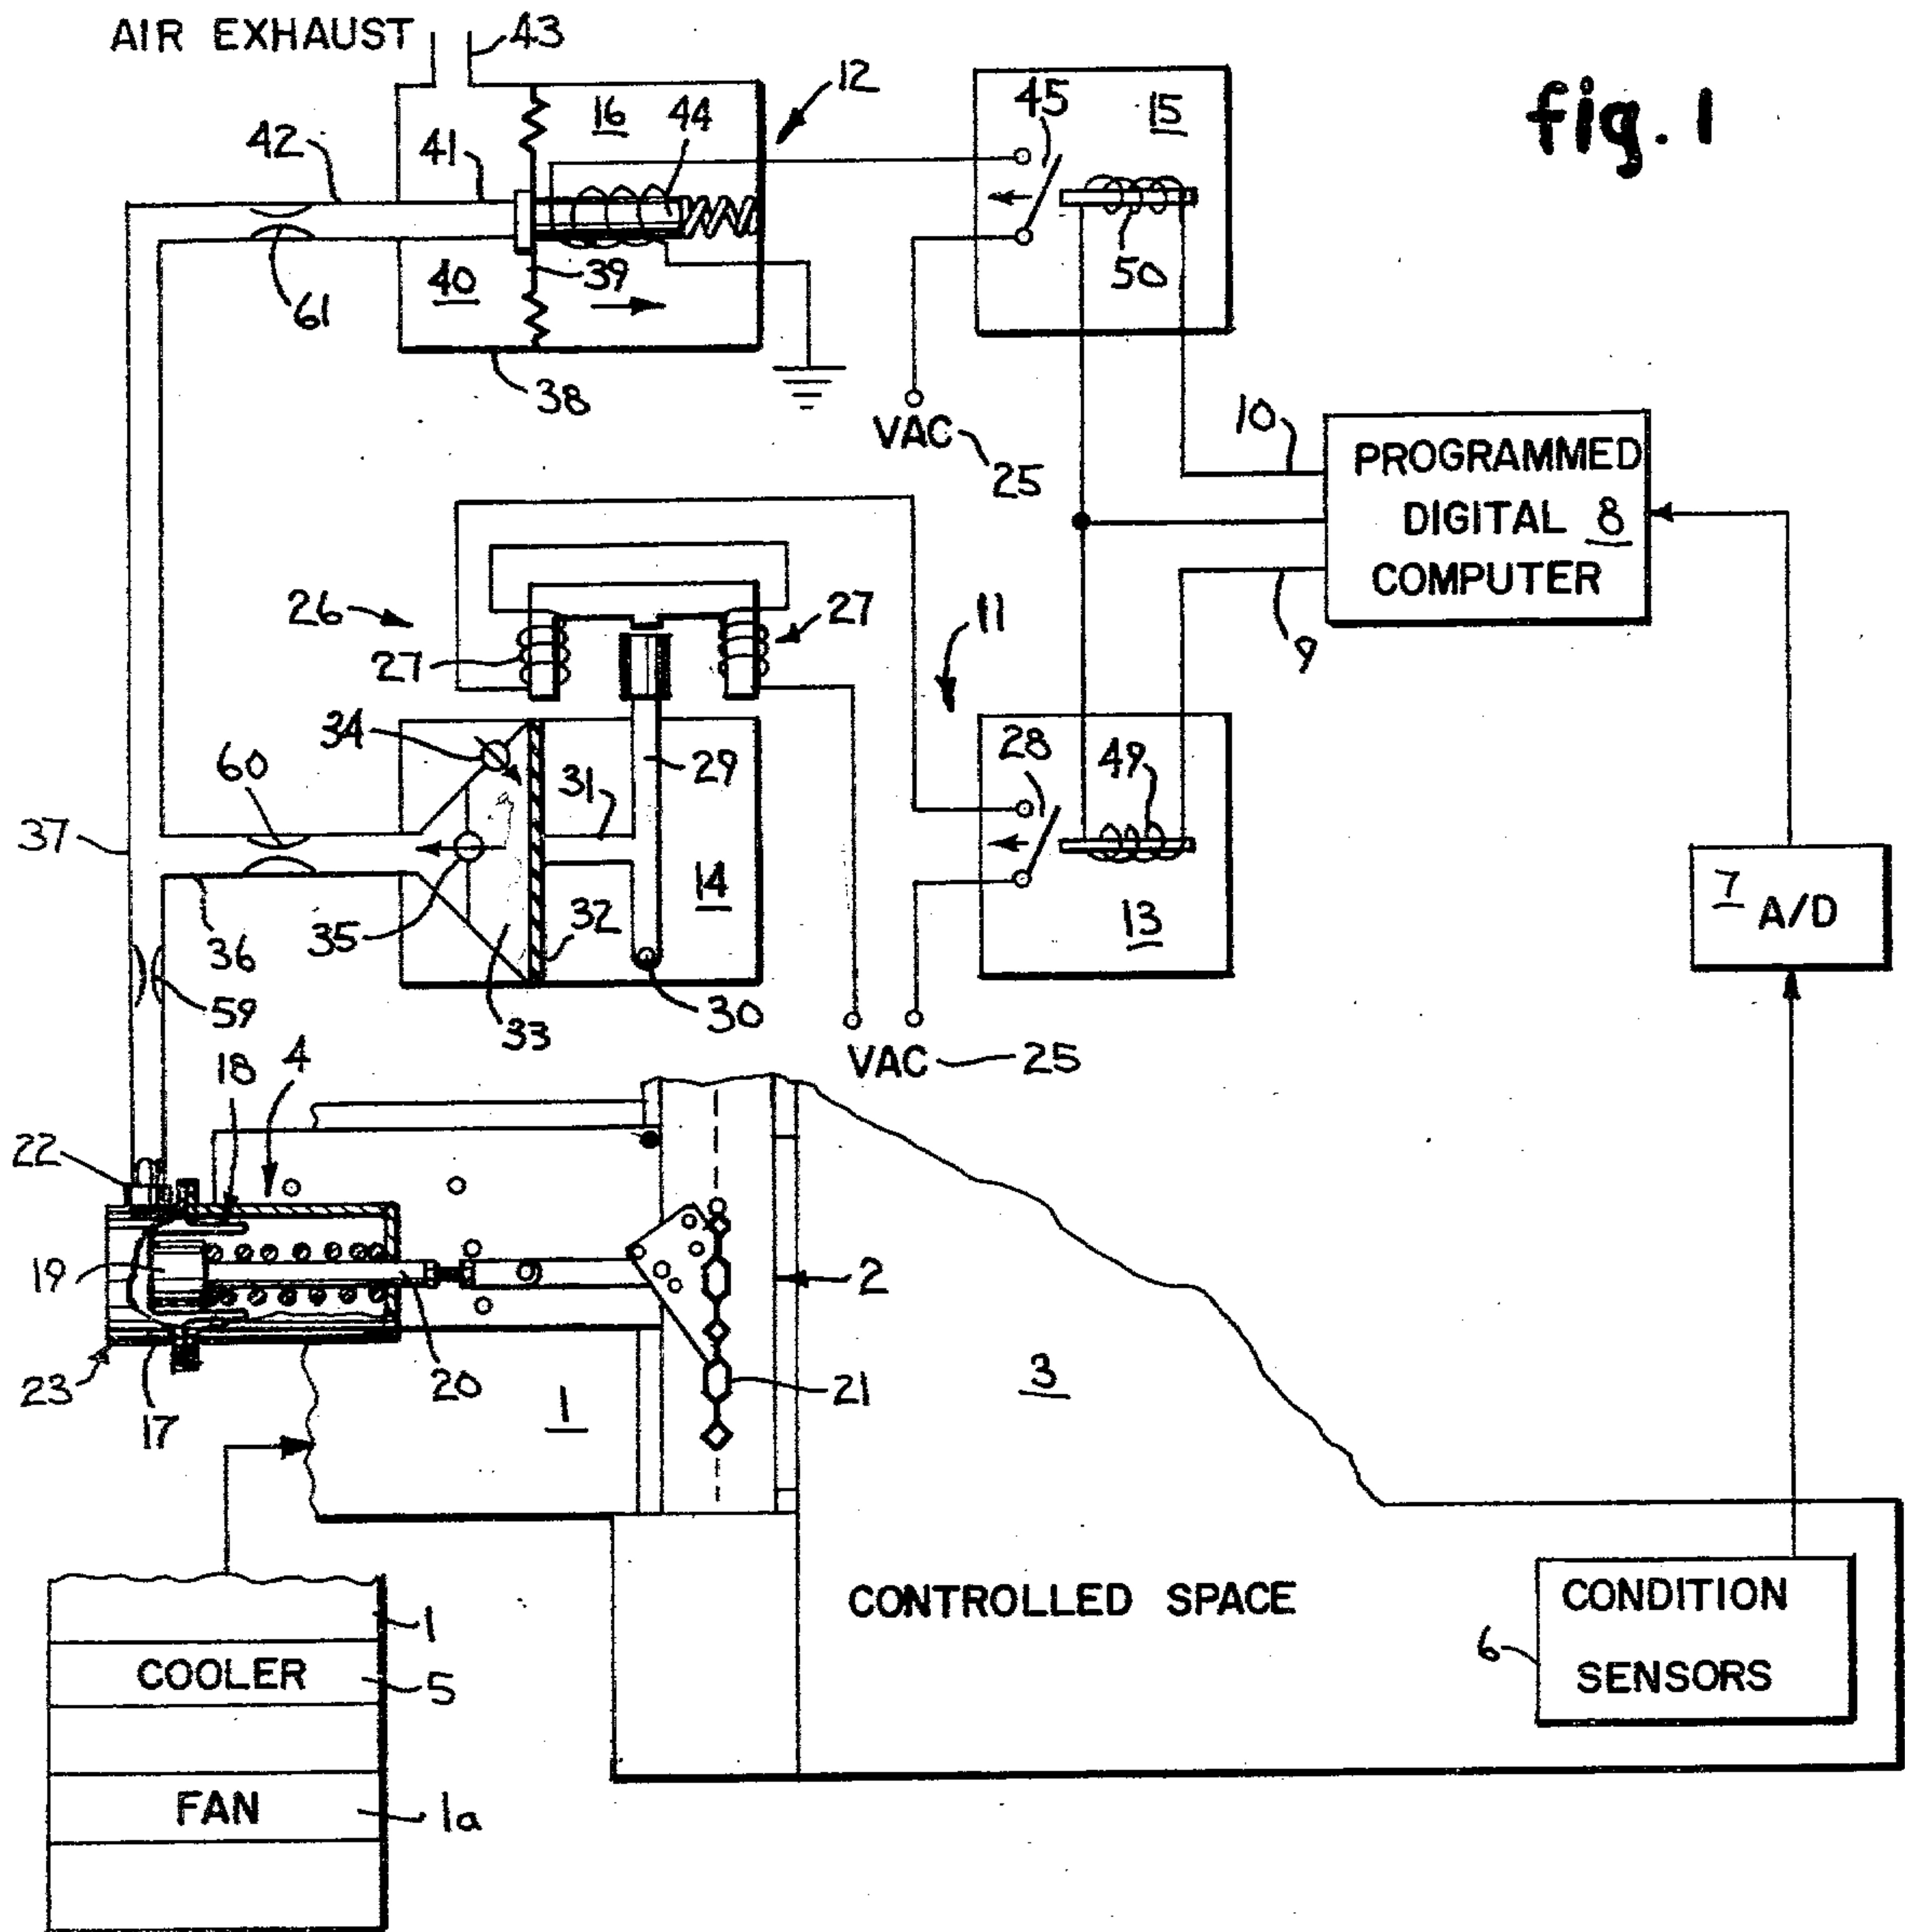 AIR EXHAUST 43
fig. 1
12
16 44
42 41
45 15
40 39
61
50
38
VAC
25
10
PROGRAMMED
DIGITAL 8
COMPUTER
9
26 27
27
11
34
60
31 29
28 49
37
14
13
7 A/D
36 35 32
59 33 30
VAC 25
18 4
22
19
2
23 17 20
1
21
3
1
COOLER 5
FAN 1a
CONTROLLED SPACE
CONDITION
SENSORS
6